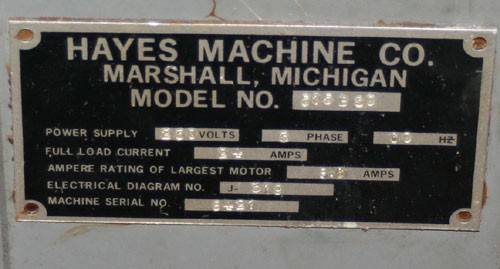 HAYES MACHINE CO.
MARSHALL, MICHIGAN
MODEL NO.
POWER SUPPLY VOLTS PHASE HZ
FULL LOAD CURRENT 24 AMPS
AMPERE RATING OF LARGEST MOTOR AMPS
ELECTRICAL DIAGRAM NO. J-
MACHINE SERIAL NO.